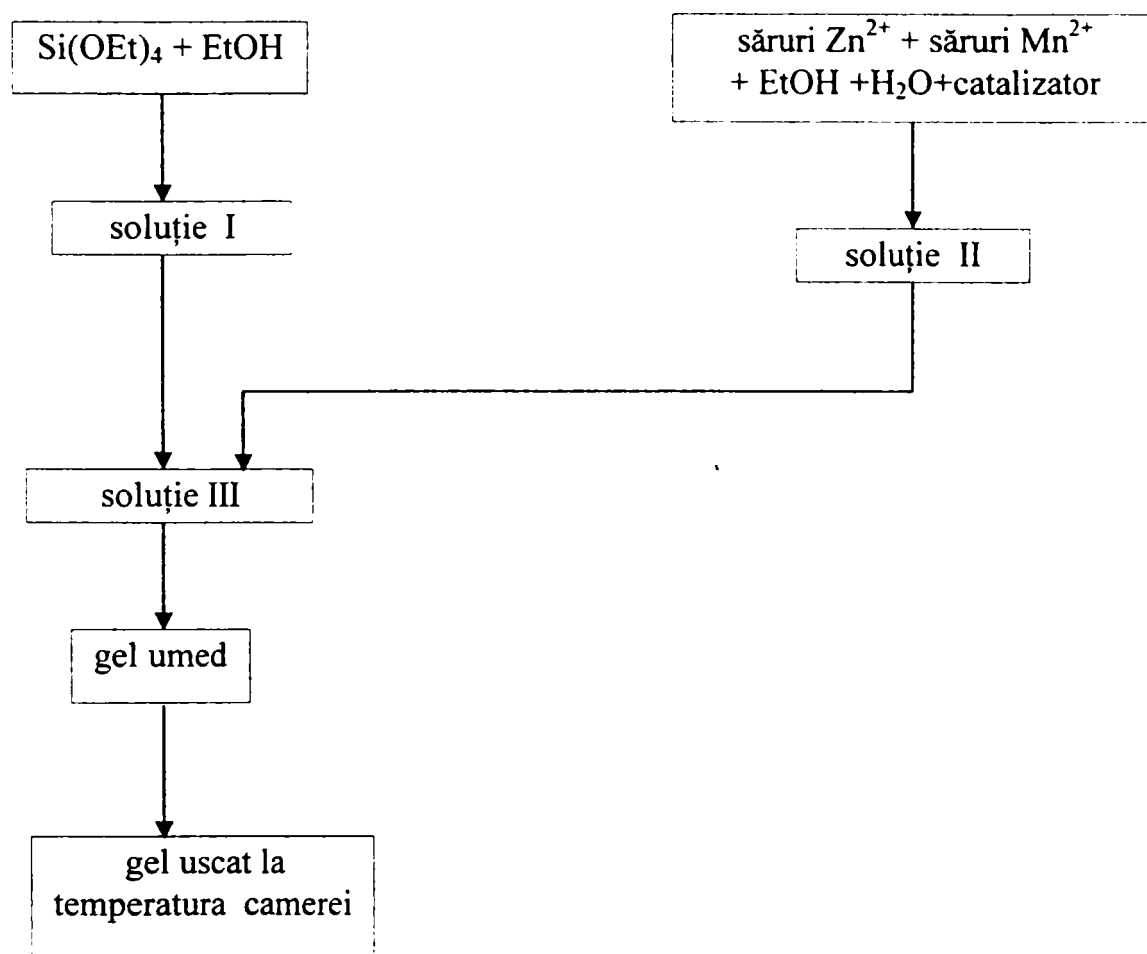 Si(OEt)₄ + EtOH
săruri Zn²⁺ + săruri Mn²⁺
+ EtOH +H₂O+catalizator
soluție I
soluție II
soluție III
gel umed
gel uscat la
temperatura camerei